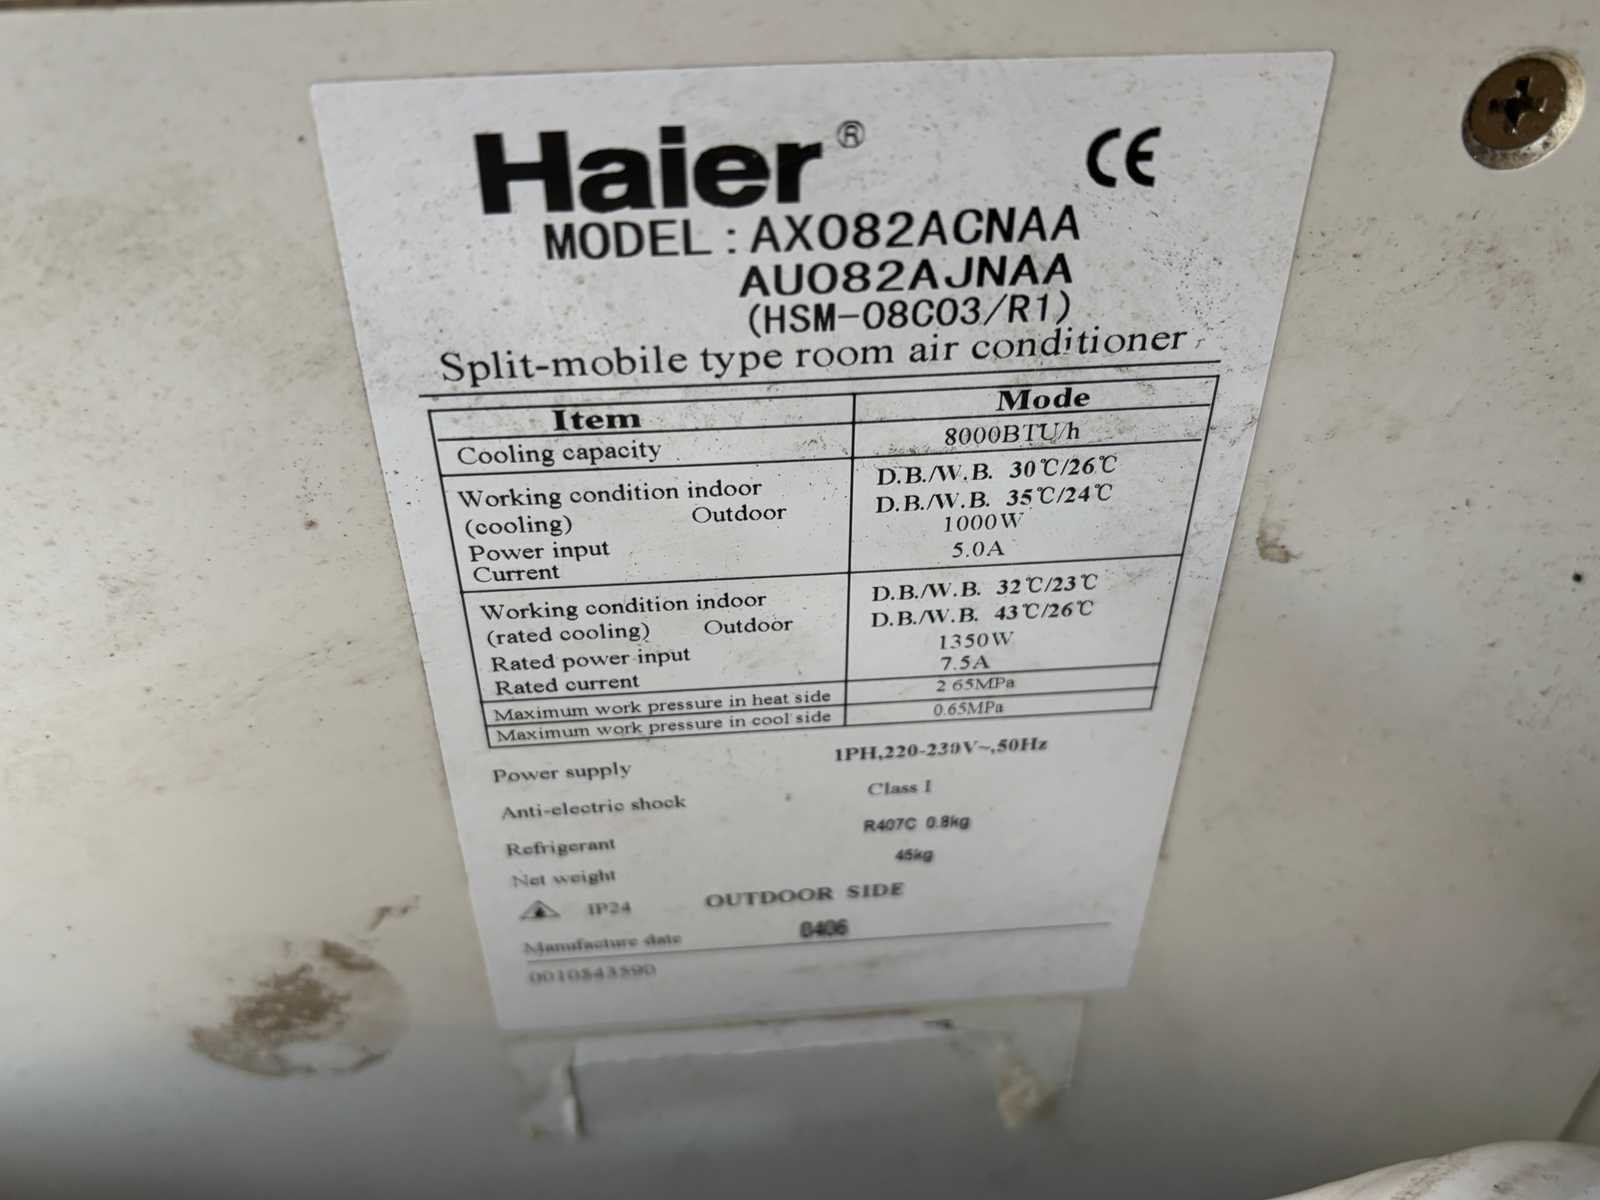 Haier®
CE
MODEL : AX082ACNAA
AU082AJNAA
(HSM-08C03/R1)
Split-mobile type room air conditioner
Item Mode
Cooling capacity 8000BTU/h
Working condition indoor D.B./W.B. 30℃/26℃
(cooling) Outdoor D.B./W.B. 35℃/24℃
Power input 1000W
Current 5.0A
Working condition indoor D.B./W.B. 32℃/23℃
(rated cooling) Outdoor D.B./W.B. 43℃/26℃
Rated power input 1350W
Rated current 7.5A
Maximum work pressure in heat side 2.65MPa
Maximum work pressure in cool side 0.65MPa
Power supply 1PH,220-230V~,50Hz
Anti-electric shock Class I
Refrigerant R407C 0.8kg
Net weight 45kg
IP24 OUTDOOR SIDE
Manufacture date 0406